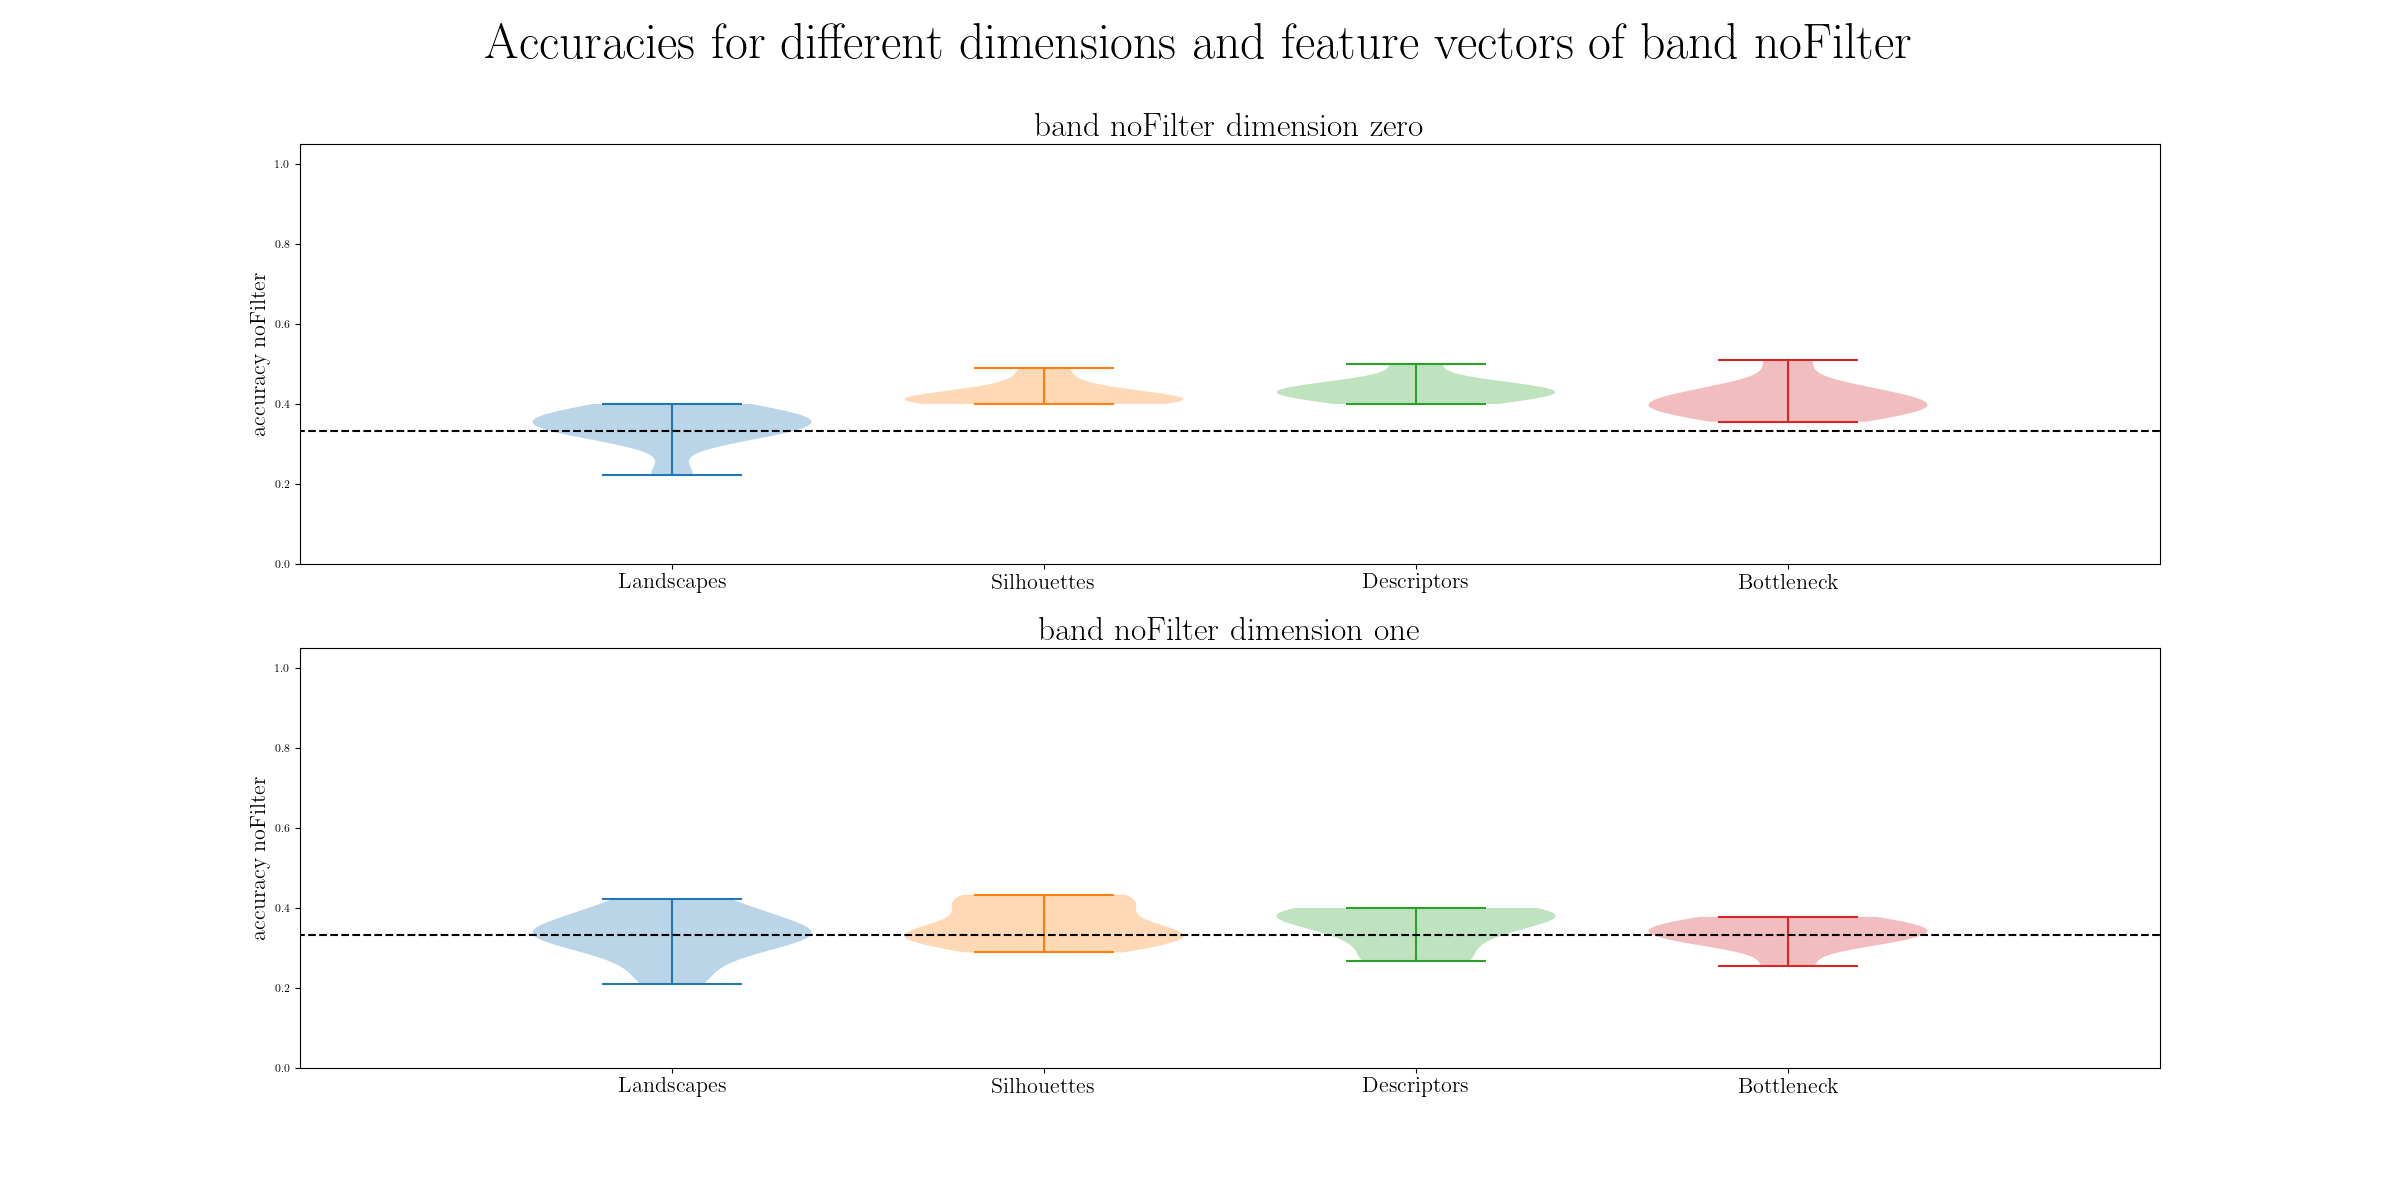 Accuracies for different dimensions and feature vectors of band noFilter
band noFilter dimension zero
accuracy noFilter
1.0
0.8
0.6
0.4
0.2
0.0
Landscapes Silhouettes Descriptors Bottleneck
band noFilter dimension one
accuracy noFilter
1.0
0.8
0.6
0.4
0.2
0.0
Landscapes Silhouettes Descriptors Bottleneck